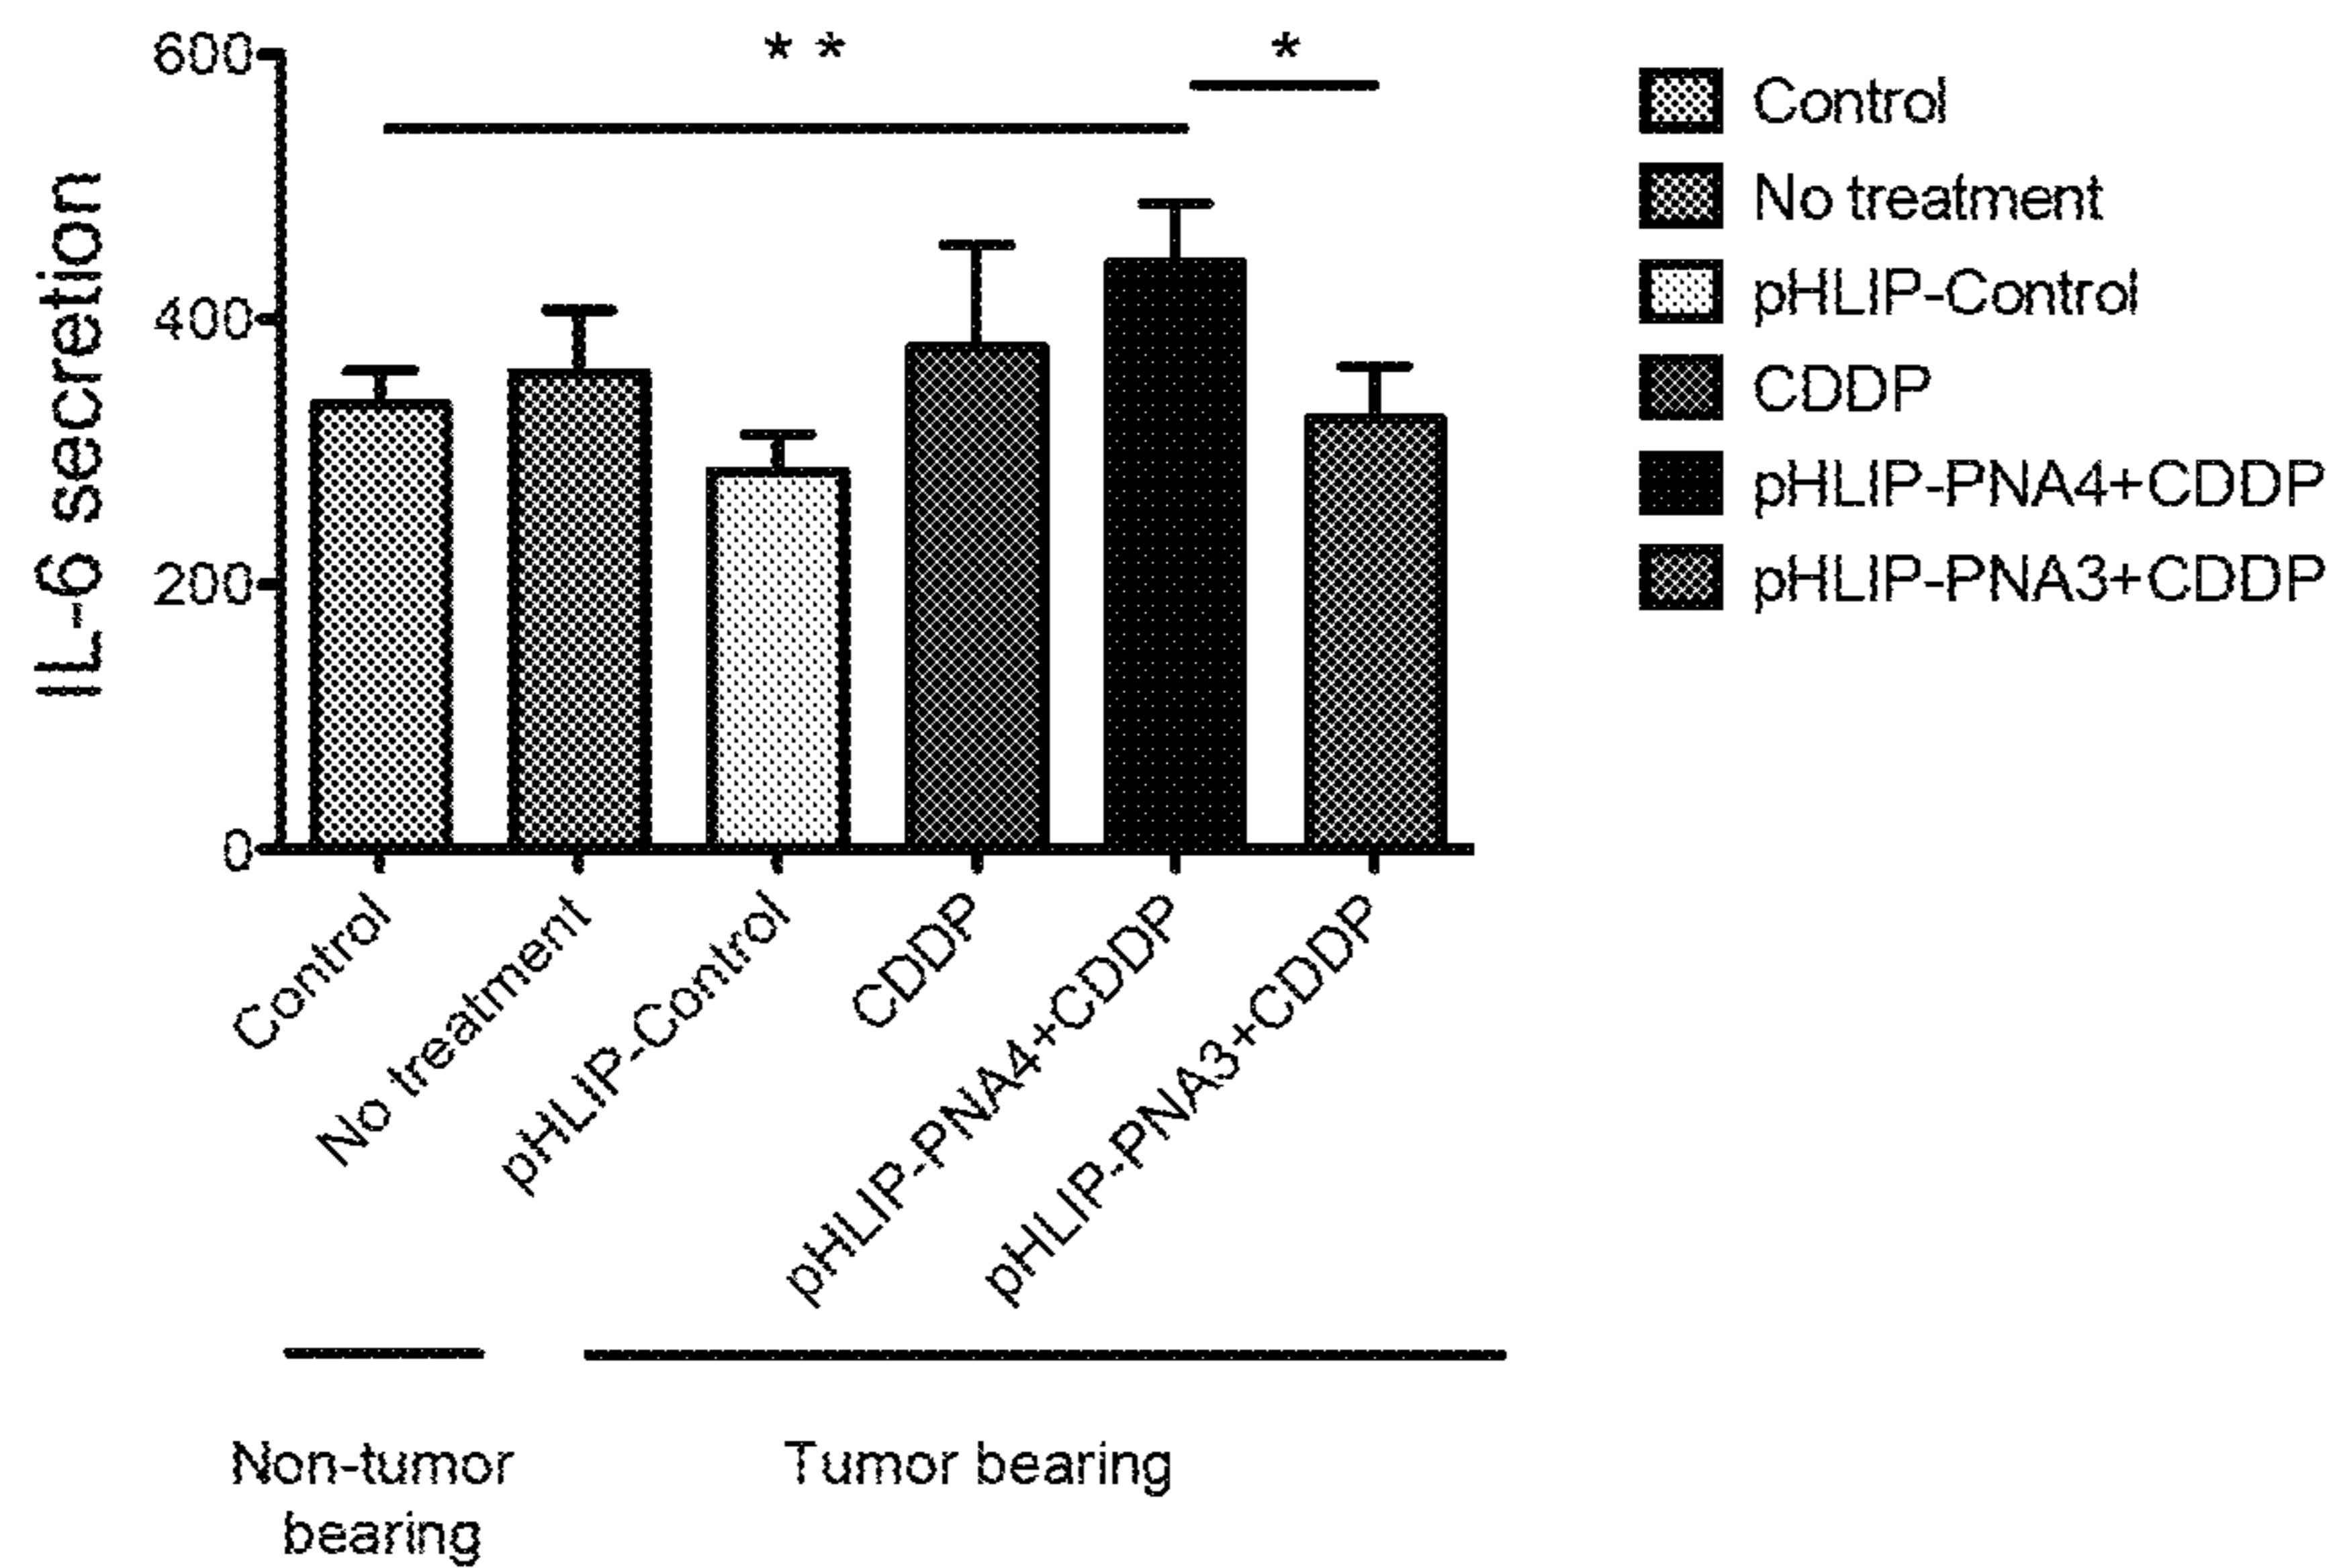 600
400
200
0
IL-6 secretion
* *
*
Control
No treatment
pHLIP-Control
CDDP
pHLIP-PNA4+CDDP
pHLIP-PNA3+CDDP
Control
No treatment
pHLIP-Control
CDDP
pHLIP-PNA4+CDDP
pHLIP-PNA3+CDDP
Non-tumor
bearing
Tumor bearing